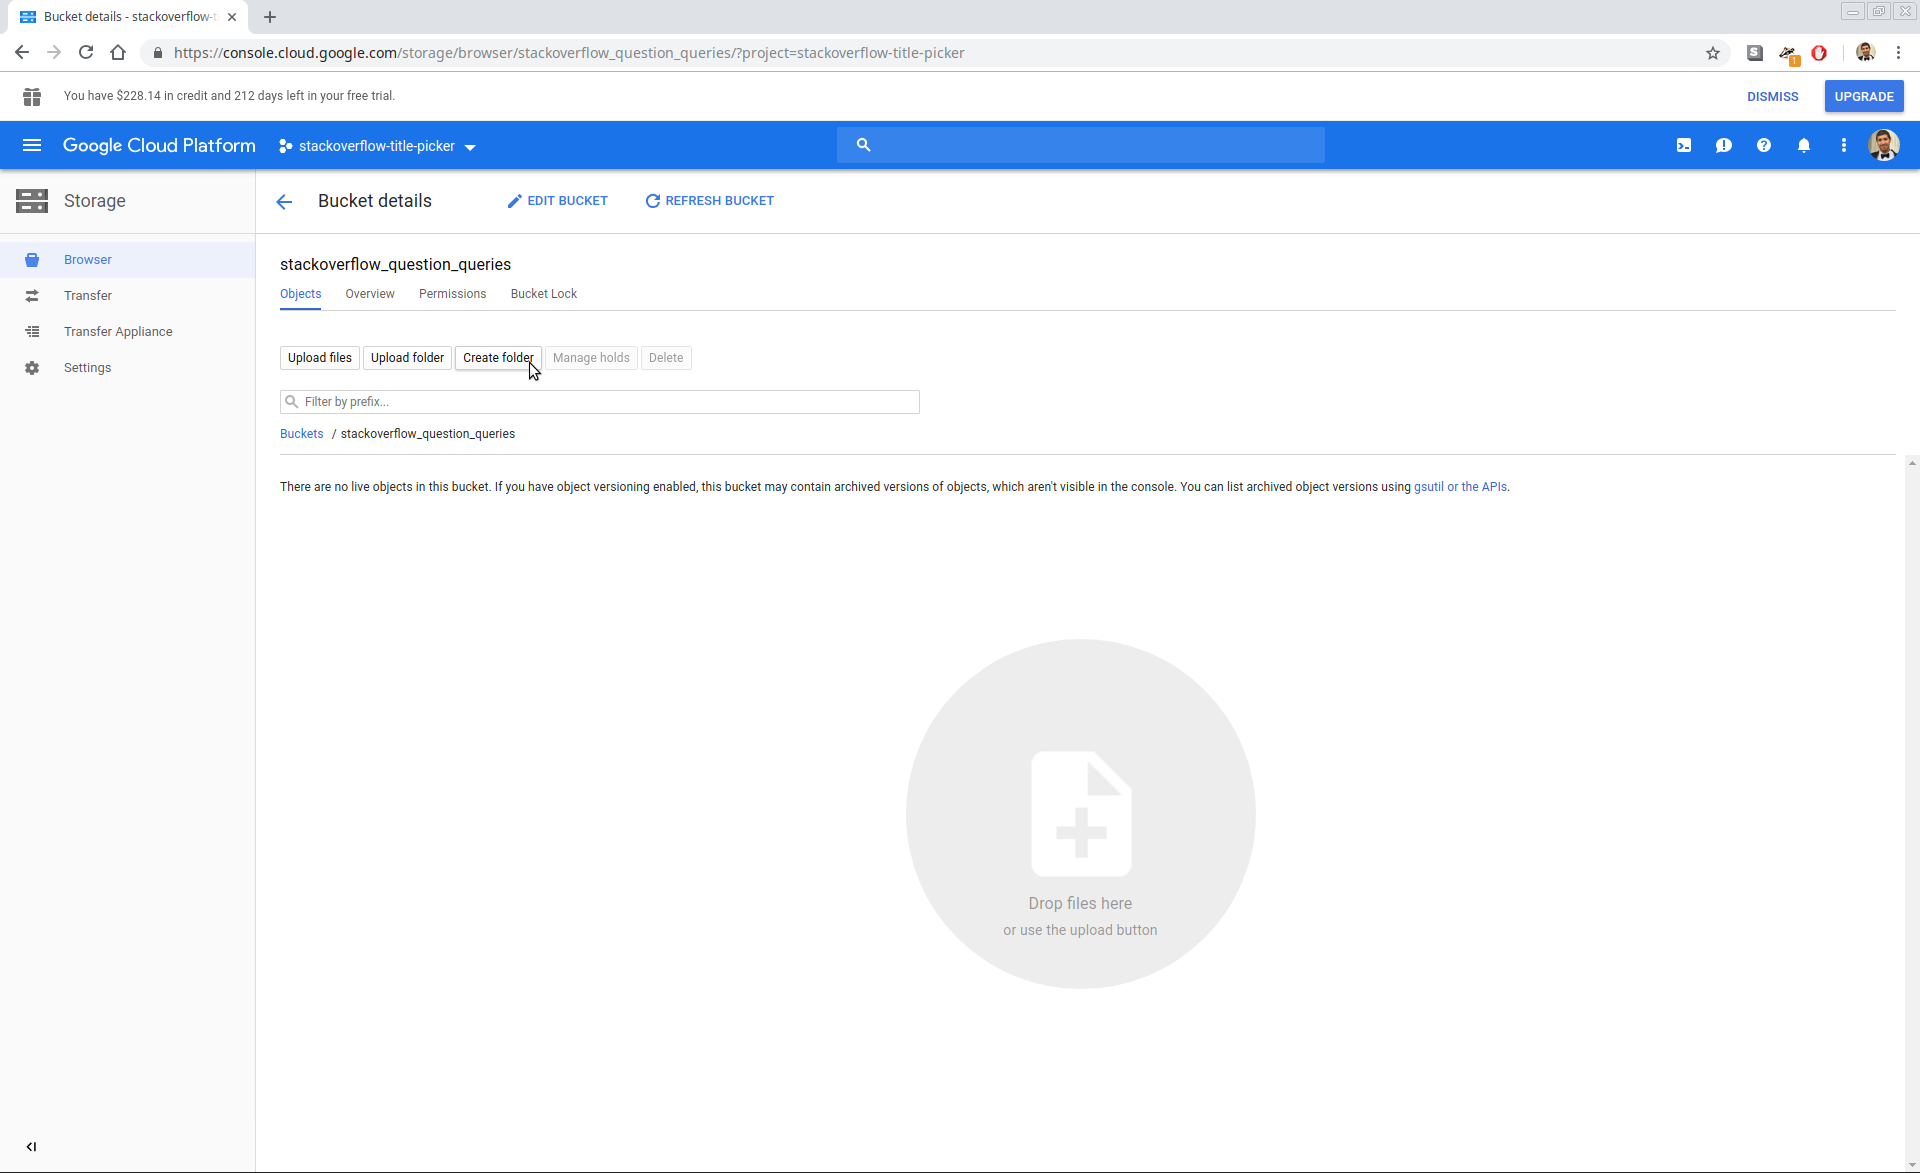 Bucket details - stackoverflow-t
https://console.cloud.google.com/storage/browser/stackoverflow_question_queries/?project=stackoverflow-title-picker
S
1
You have $228.14 in credit and 212 days left in your free trial.
DISMISS
UPGRADE
Google Cloud Platform
stackoverflow-title-picker
Storage
Bucket details
EDIT BUCKET
REFRESH BUCKET
Browser
Transfer
Transfer Appliance
Settings
stackoverflow_question_queries
Objects
Overview
Permissions
Bucket Lock
Upload files
Upload folder
Create folder
Manage holds
Delete
Filter by prefix...
Buckets / stackoverflow_question_queries
There are no live objects in this bucket. If you have object versioning enabled, this bucket may contain archived versions of objects, which aren't visible in the console. You can list archived object versions using gsutil or the APIs.
Drop files here
or use the upload button